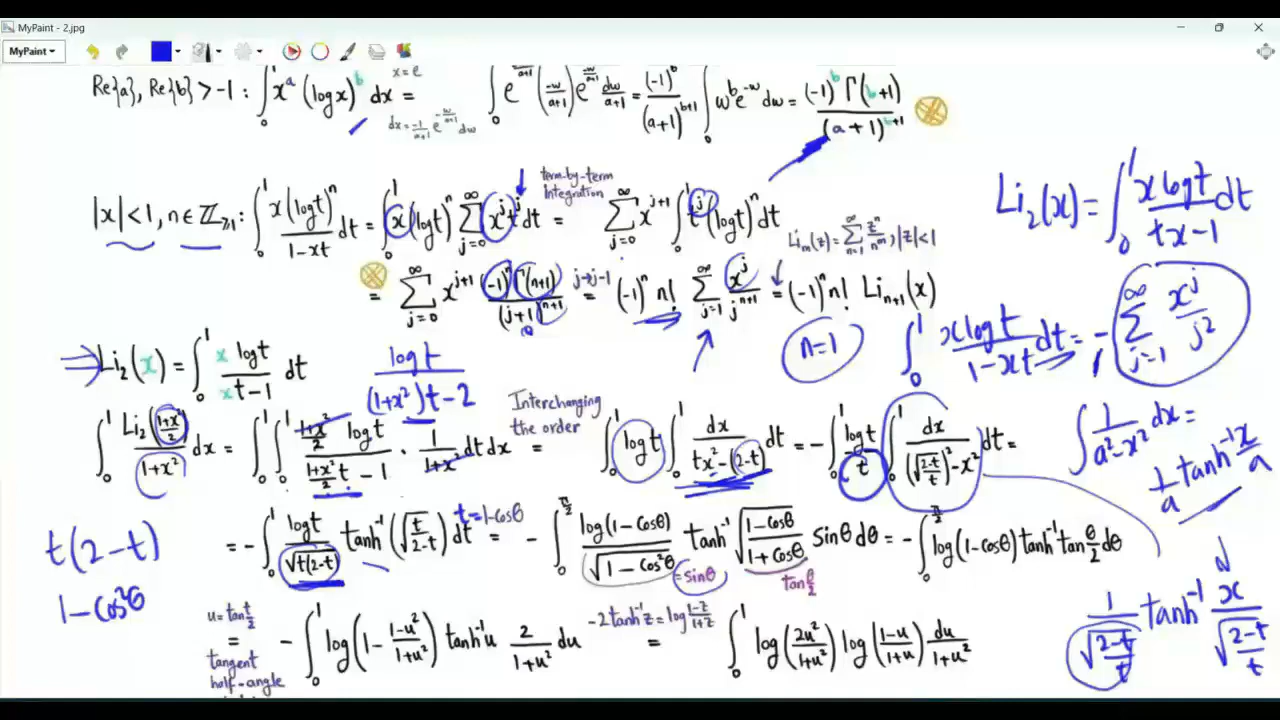 MyPaint - 2.jpg
MyPaint
Re{a}, Re{b} > -1 : ∫₀¹ x^a (log x)^b dx = ∫₀ e (-w/(a+1))^b e^(-w/(a+1)) dw/(a+1) = (-1)^b/(a+1)^(b+1) ∫₀ w^b e^(-w) dw = (-1)^b Γ(b+1)/(a+1)^(b+1)
x = e
dx = -1/(a+1) e^(-w/(a+1)) dw
|x| < 1, n ∈ ℤ≥1 : ∫₀¹ x(log t)^n/(1-xt) dt = ∫₀¹ x(log t)^n ∑_{j=0}^∞ x^j t^j dt = ∑_{j=0}^∞ x^(j+1) ∫₀¹ t^j (log t)^n dt
term-by-term
Integration
Li_m(z) = ∑_{n=1}^∞ z^n/n^m, |z| < 1
= ∑_{j=0}^∞ x^(j+1) (-1)^n Γ(n+1)/(j+1)^(n+1) = (-1)^n n! ∑_{j=1}^∞ x^j/j^(n+1) = (-1)^n n! Li_{n+1}(x)
j→j-1
Li₂(x) = ∫₀¹ x log t/(tx-1) dt
n=1
∫₀¹ x log t/(1-xt) dt = - ∑_{j=1}^∞ x^j/j²
⇒ Li₂(x) = ∫₀¹ x log t/(xt-1) dt
log t/((1+x²)t-2)
∫₀¹ Li₂((1+x²)/2)/(1+x²) dx = ∫₀¹ ∫₀¹ ((1+x²)/2 log t)/((1+x²)/2 t - 1) · 1/(1+x²) dt dx = ∫₀¹ log t ∫₀¹ dx/(tx²-(2-t)) dt = - ∫₀¹ log t/t ∫₀¹ dx/((√((2-t)/t))² - x²) dt =
Interchanging
the order
∫ 1/(a²-x²) dx =
1/a tanh⁻¹ x/a
t(2-t)
1-cos²θ
= - ∫₀¹ log t/√(t(2-t)) tanh⁻¹(√(t/(2-t))) dt = - ∫₀^(π/2) log(1-cosθ)/√(1-cos²θ) tanh⁻¹ √((1-cosθ)/(1+cosθ)) sinθ dθ = - ∫₀^(π/2) log(1-cosθ) tanh⁻¹ tan θ/2 dθ
t=1-cosθ
= sinθ
tan θ/2
1/√((2-t)/t) tanh⁻¹ x/√((2-t)/t)
u = tan t/2
= - ∫₀¹ log(1 - (1-u²)/(1+u²)) tanh⁻¹u 2/(1+u²) du = ∫₀¹ log(2u²/(1+u²)) log((1-u)/(1+u)) du/(1+u²)
-2tanh⁻¹z = log (1-z)/(1+z)
tangent
half-angle